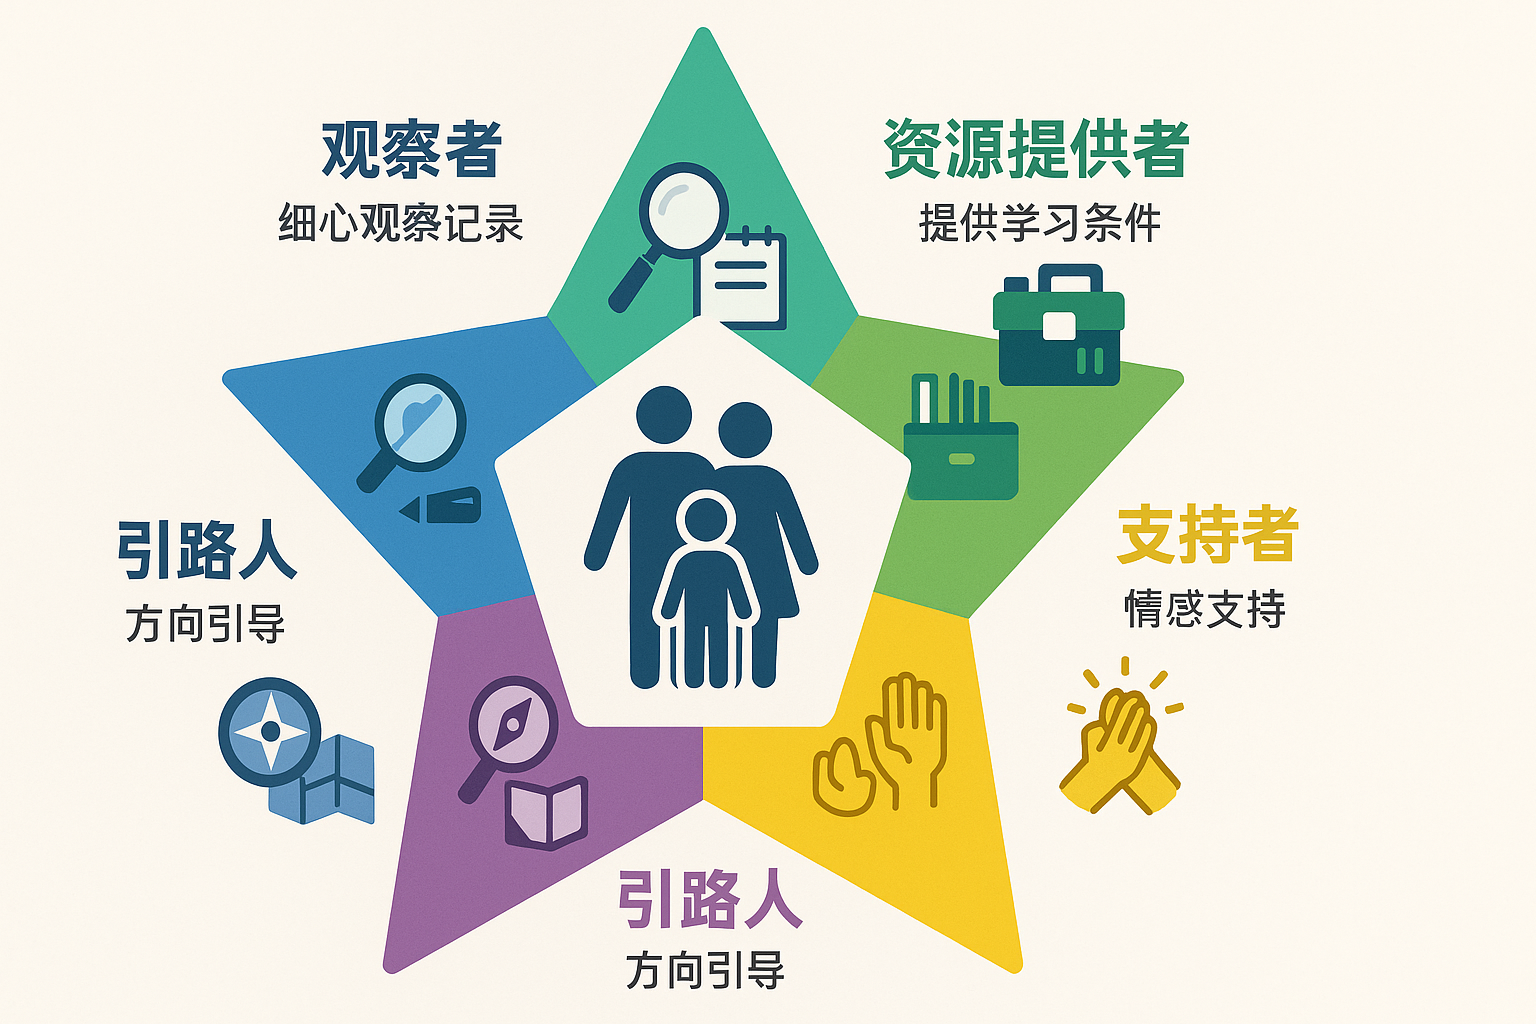 观察者
细心观察记录
资源提供者
提供学习条件
引路人
方向引导
支持者
情感支持
引路人
方向引导